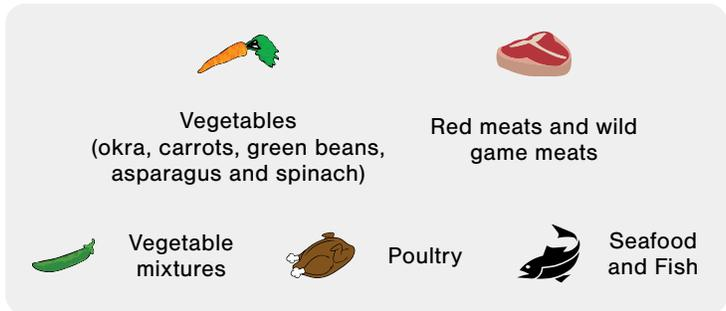 Vegetables
(okra, carrots, green beans,
asparagus and spinach)
Red meats and wild
game meats
Vegetable
mixtures
Poultry
Seafood
and Fish